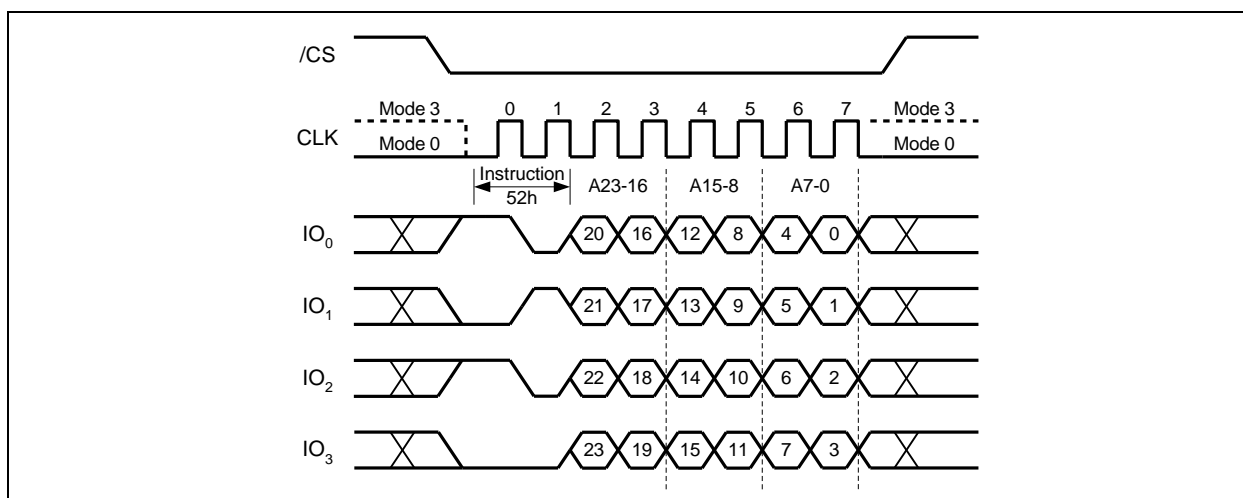 /CS
Mode 3 0 1 2 3 4 5 6 7 Mode 3
CLK
Mode 0 Mode 0
Instruction
52h
A23-16 A15-8 A7-0
IO0 20 16 12 8 4 0
IO1 21 17 13 9 5 1
IO2 22 18 14 10 6 2
IO3 23 19 15 11 7 3